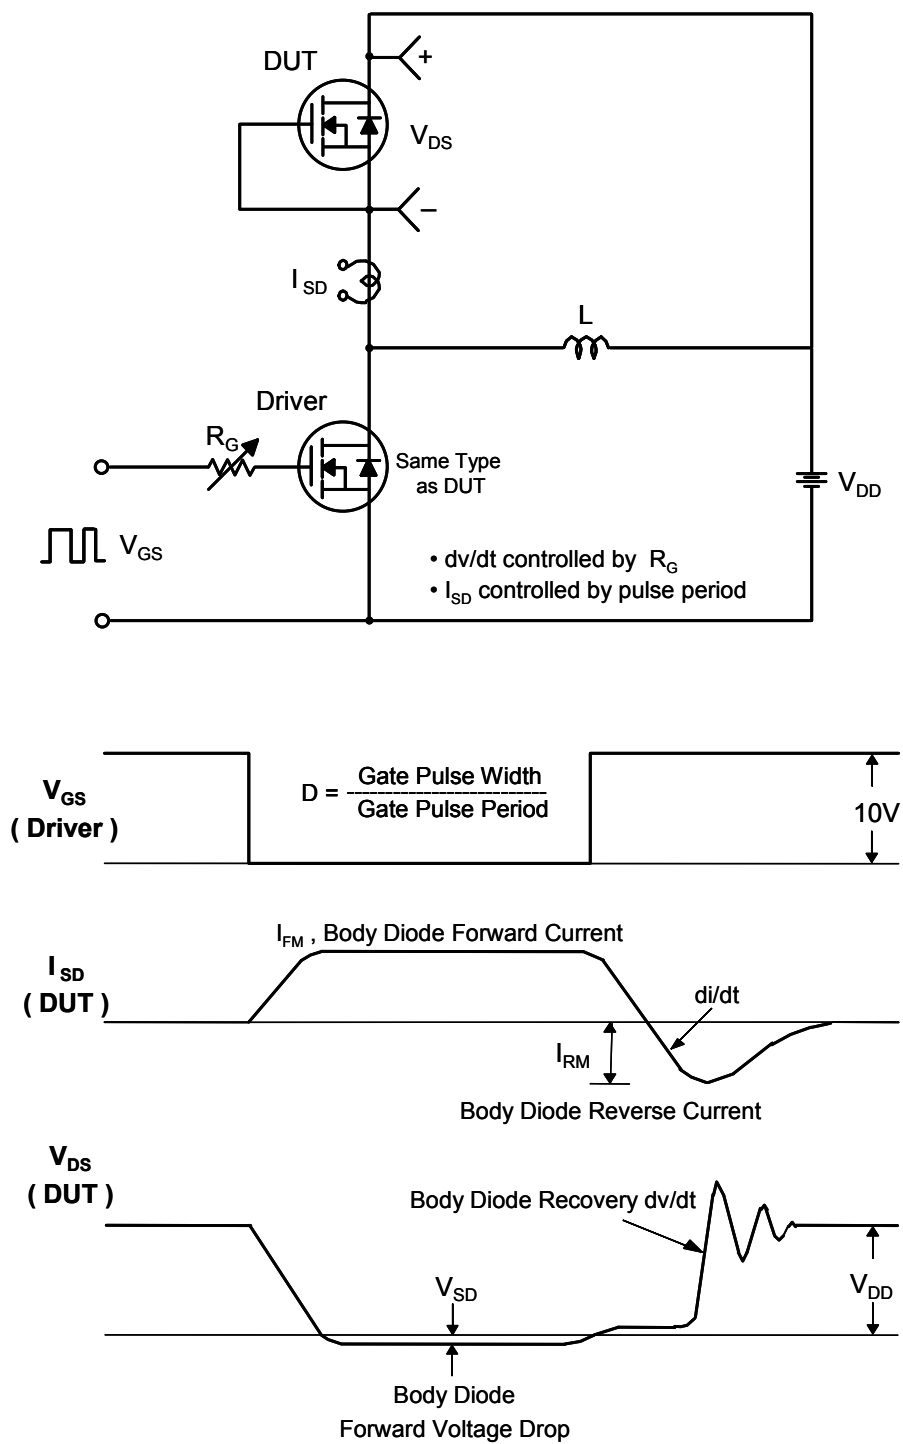 DUT
+
V_DS
–
I_SD
L
Driver
R_G
Same Type
as DUT
V_DD
V_GS
• dv/dt controlled by R_G
• I_SD controlled by pulse period
V_GS
( Driver )
D = Gate Pulse Width
--------------------------
Gate Pulse Period
10V
I_FM , Body Diode Forward Current
I_SD
( DUT )
di/dt
I_RM
Body Diode Reverse Current
V_DS
( DUT )
Body Diode Recovery dv/dt
V_SD
V_DD
Body Diode
Forward Voltage Drop